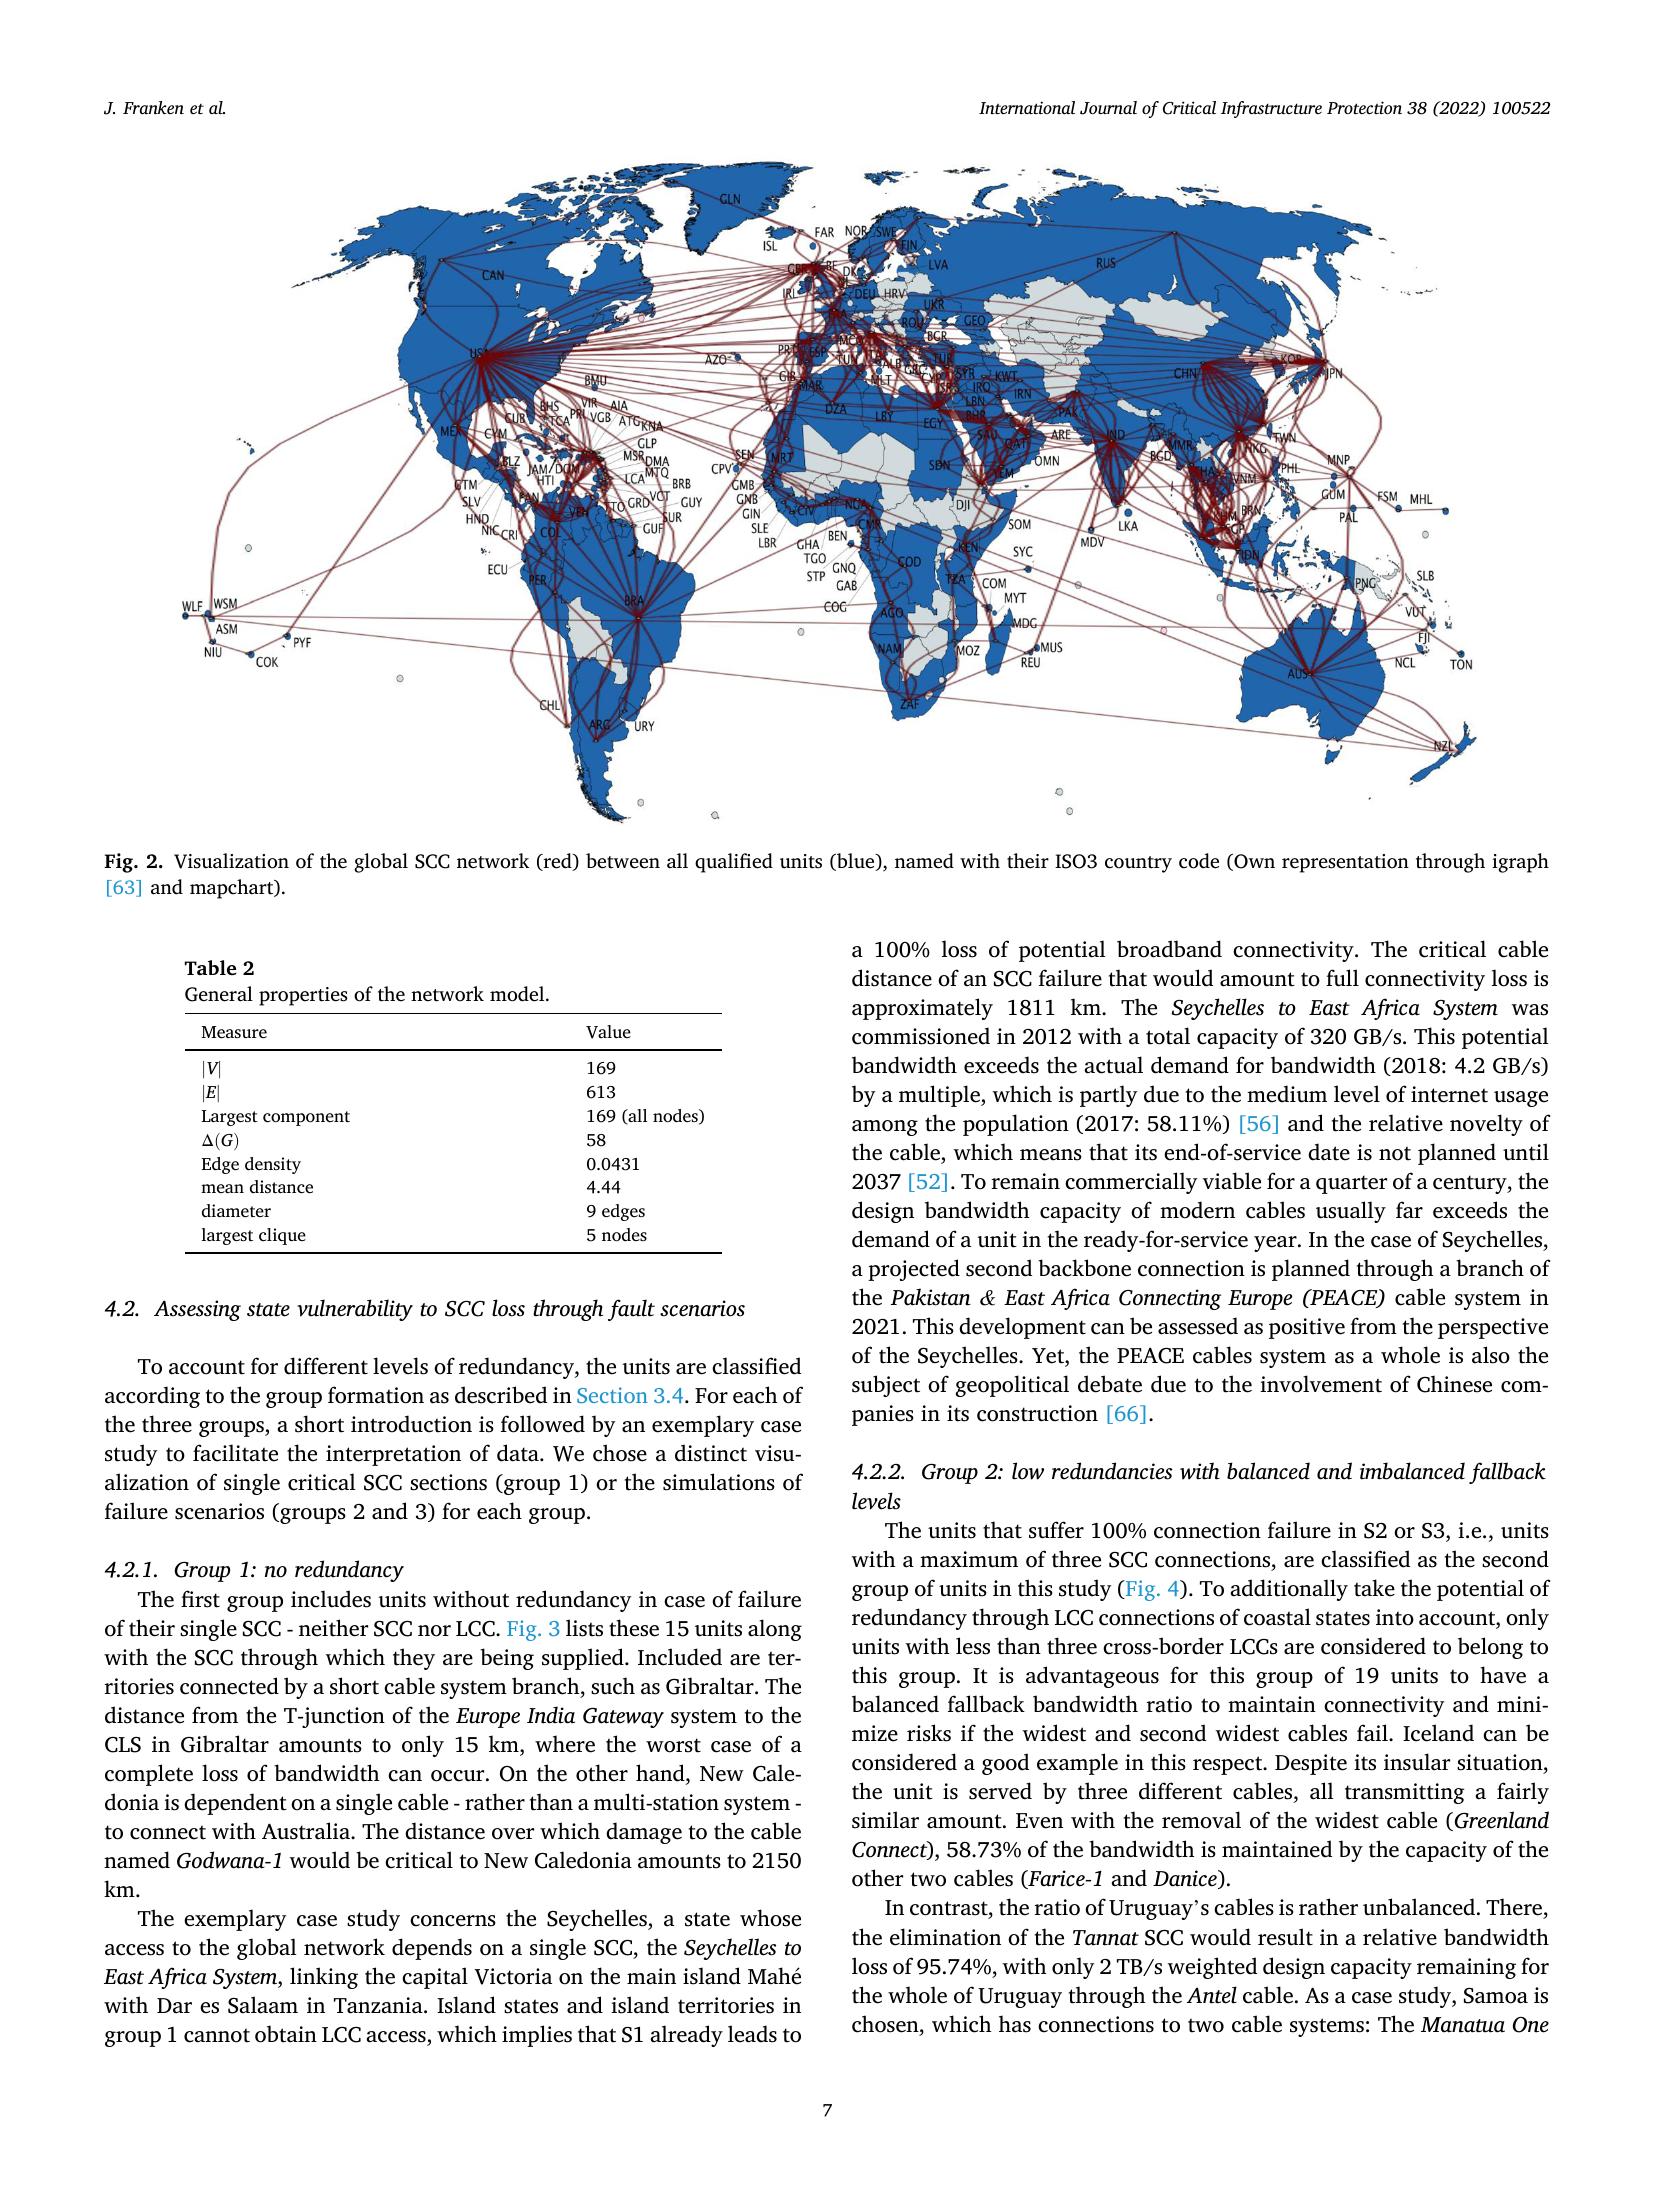 J. Franken et al.
International Journal of Critical Infrastructure Protection 38 (2022) 100522
GLN
ISL
FAR
NOR
SWE
FIN
LVA
RUS
CAN
IRL
DEU
HRV
UKR
GEO
BGR
AZO
PRT
ESP
TUN
ALB
GRC
TUR
CYP
SYR
KWT
GIB
MAR
MLT
IRQ
IRN
LBN
DZA
LBY
EGY
BHR
PAK
CHN
KOR
JPN
BMU
BHS
VIR
AIA
CUB
TCA
PRI
VGB
ATG
KNA
MEX
CYM
GLP
SAU
QAT
ARE
IND
TWN
HKG
BLZ
JAM/DOM
HTI
MSR
DMA
MTQ
LCA
BRB
SEN
MRT
CPV
SDN
OMN
BGD
MMR
PHL
MNP
GTM
SLV
PAN
VEN
TTO
GRD
VCT
GUY
GMB
GNB
GIN
CIV
NGA
DJI
VNM
GUM
FSM
MHL
HND
NIC
CRI
COL
SUR
GUF
SLE
LBR
CMR
BEN
GHA
TGO
SOM
LKA
MDV
KHM
BRN
PAL
ECU
PER
STP
GNQ
GAB
COG
COD
KEN
SYC
TZA
COM
MYT
IDN
PNG
SLB
WLF
WSM
ASM
NIU
COK
PYF
BRA
AGO
MDG
NAM
MOZ
MUS
REU
VUT
FJI
NCL
TON
AUS
CHL
ARG
URY
ZAF
NZL
Fig. 2. Visualization of the global SCC network (red) between all qualified units (blue), named with their ISO3 country code (Own representation through igraph
[63] and mapchart).
Table 2
General properties of the network model.
Measure Value
|V| 169
|E| 613
Largest component 169 (all nodes)
Δ(G) 58
Edge density 0.0431
mean distance 4.44
diameter 9 edges
largest clique 5 nodes
4.2. Assessing state vulnerability to SCC loss through fault scenarios
To account for different levels of redundancy, the units are classified
according to the group formation as described in Section 3.4. For each of
the three groups, a short introduction is followed by an exemplary case
study to facilitate the interpretation of data. We chose a distinct visu-
alization of single critical SCC sections (group 1) or the simulations of
failure scenarios (groups 2 and 3) for each group.
4.2.1. Group 1: no redundancy
The first group includes units without redundancy in case of failure
of their single SCC - neither SCC nor LCC. Fig. 3 lists these 15 units along
with the SCC through which they are being supplied. Included are ter-
ritories connected by a short cable system branch, such as Gibraltar. The
distance from the T-junction of the Europe India Gateway system to the
CLS in Gibraltar amounts to only 15 km, where the worst case of a
complete loss of bandwidth can occur. On the other hand, New Cale-
donia is dependent on a single cable - rather than a multi-station system -
to connect with Australia. The distance over which damage to the cable
named Godwana-1 would be critical to New Caledonia amounts to 2150
km.
The exemplary case study concerns the Seychelles, a state whose
access to the global network depends on a single SCC, the Seychelles to
East Africa System, linking the capital Victoria on the main island Mahé
with Dar es Salaam in Tanzania. Island states and island territories in
group 1 cannot obtain LCC access, which implies that S1 already leads to
a 100% loss of potential broadband connectivity. The critical cable
distance of an SCC failure that would amount to full connectivity loss is
approximately 1811 km. The Seychelles to East Africa System was
commissioned in 2012 with a total capacity of 320 GB/s. This potential
bandwidth exceeds the actual demand for bandwidth (2018: 4.2 GB/s)
by a multiple, which is partly due to the medium level of internet usage
among the population (2017: 58.11%) [56] and the relative novelty of
the cable, which means that its end-of-service date is not planned until
2037 [52]. To remain commercially viable for a quarter of a century, the
design bandwidth capacity of modern cables usually far exceeds the
demand of a unit in the ready-for-service year. In the case of Seychelles,
a projected second backbone connection is planned through a branch of
the Pakistan & East Africa Connecting Europe (PEACE) cable system in
2021. This development can be assessed as positive from the perspective
of the Seychelles. Yet, the PEACE cables system as a whole is also the
subject of geopolitical debate due to the involvement of Chinese com-
panies in its construction [66].
4.2.2. Group 2: low redundancies with balanced and imbalanced fallback
levels
The units that suffer 100% connection failure in S2 or S3, i.e., units
with a maximum of three SCC connections, are classified as the second
group of units in this study (Fig. 4). To additionally take the potential of
redundancy through LCC connections of coastal states into account, only
units with less than three cross-border LCCs are considered to belong to
this group. It is advantageous for this group of 19 units to have a
balanced fallback bandwidth ratio to maintain connectivity and mini-
mize risks if the widest and second widest cables fail. Iceland can be
considered a good example in this respect. Despite its insular situation,
the unit is served by three different cables, all transmitting a fairly
similar amount. Even with the removal of the widest cable (Greenland
Connect), 58.73% of the bandwidth is maintained by the capacity of the
other two cables (Farice-1 and Danice).
In contrast, the ratio of Uruguay's cables is rather unbalanced. There,
the elimination of the Tannat SCC would result in a relative bandwidth
loss of 95.74%, with only 2 TB/s weighted design capacity remaining for
the whole of Uruguay through the Antel cable. As a case study, Samoa is
chosen, which has connections to two cable systems: The Manatua One
7